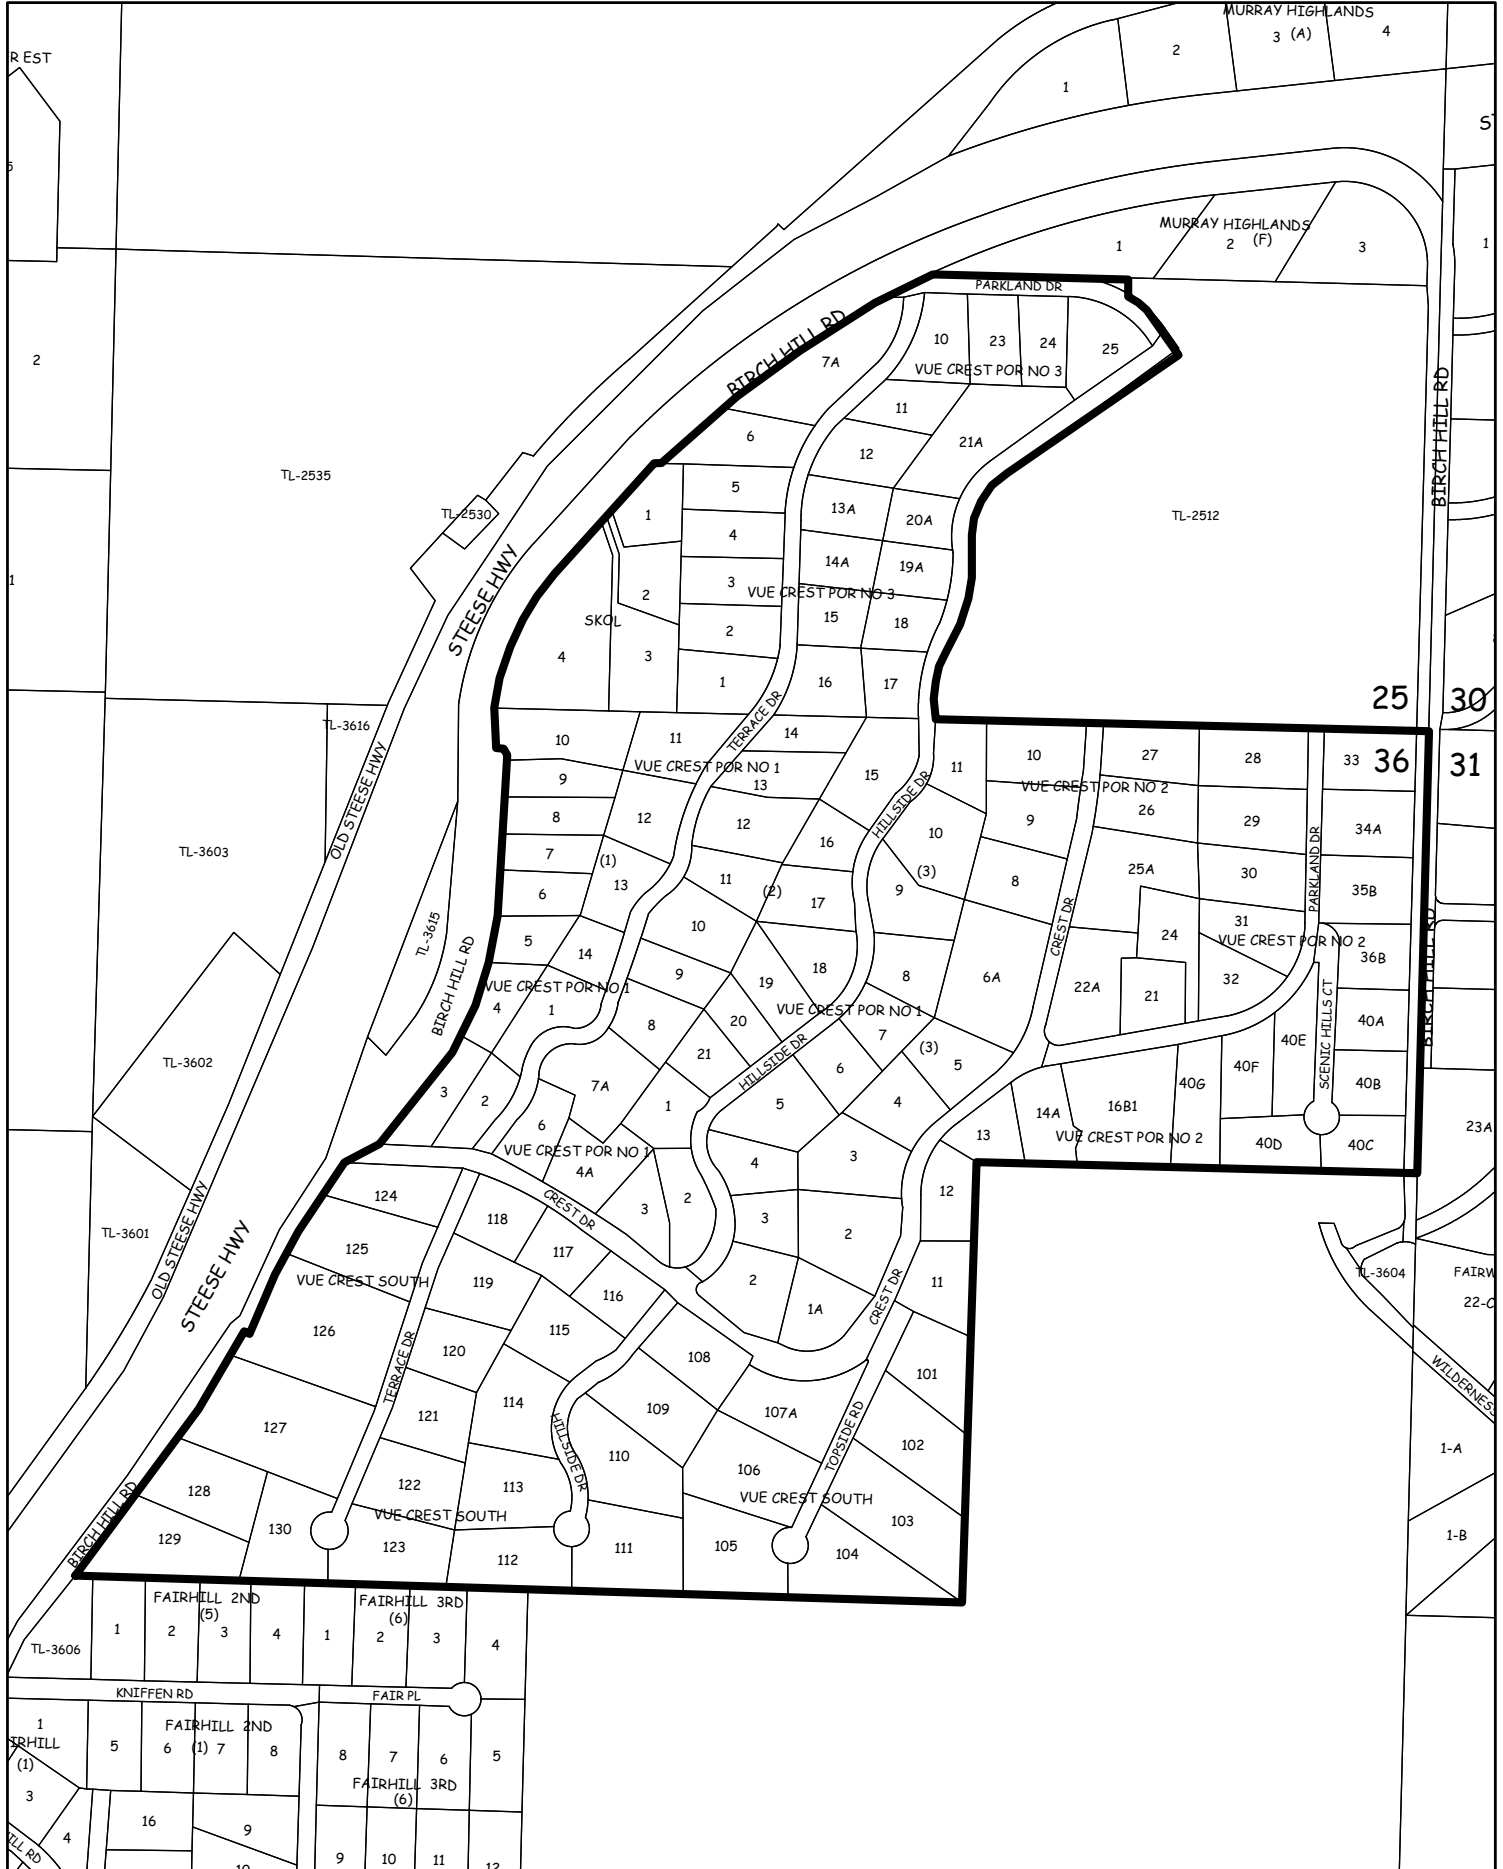 MURRAY HIGHLANDS
(A)
1
2
3
4
R EST
2
1
MURRAY HIGHLANDS
(F)
1
2
3
1
PARKLAND DR
BIRCH HILL RD
7A
10
23
24
25
VUE CREST POR NO 3
11
6
12
21A
TL-2535
TL-2530
5
1
13A
20A
TL-2512
BIRCH HILL RD
STEESE HWY
4
14A
19A
3
2
VUE CREST POR NO 3
SKOL
15
18
2
4
3
1
16
17
25
30
36
31
TL-3616
TERRACE DR
10
11
14
VUE CREST POR NO 1
9
13
15
HILLSIDE DR
11
10
VUE CREST POR NO 2
27
28
33
8
12
12
16
10
9
26
29
34A
OLD STEESE HWY
TL-3603
7
(1)
13
11
(2)
17
(3)
9
8
25A
30
PARKLAND DR
35B
6
10
CREST DR
TL-3615
BIRCH HILL RD
5
14
9
19
18
8
6A
24
31
VUE CREST POR NO 2
36B
BIRCH HILL RD
VUE CREST POR NO 1
4
1
8
20
VUE CREST POR NO 1
22A
21
32
SCENIC HILLS CT
40A
TL-3602
21
HILLSIDE DR
7
(3)
5
6
40E
40F
40B
3
2
7A
1
5
4
14A
16B1
40G
6
VUE CREST POR NO 1
4A
4
3
13
VUE CREST POR NO 2
40D
40C
23A
124
CREST DR
3
2
3
2
12
TL-3601
OLD STEESE HWY
STEESE HWY
125
118
117
VUE CREST SOUTH
119
116
2
1A
CREST DR
11
TL-3604
FAIRW
22-C
126
TERRACE DR
120
115
108
101
WILDERNESS
127
121
114
HILLSIDE DR
109
107A
TOPSIDE RD
102
1-A
128
122
113
110
106
BIRCH HILL RD
VUE CREST SOUTH
VUE CREST SOUTH
129
130
123
112
111
105
104
103
1-B
FAIRHILL 2ND
(5)
FAIRHILL 3RD
(6)
TL-3606
1
2
3
4
1
2
3
4
KNIFFEN RD
FAIR PL
1
IRHILL
(1)
3
4
5
FAIRHILL 2ND
6
(1)
7
8
8
7
6
5
FAIRHILL 3RD
(6)
16
9
9
10
11
ILL RD